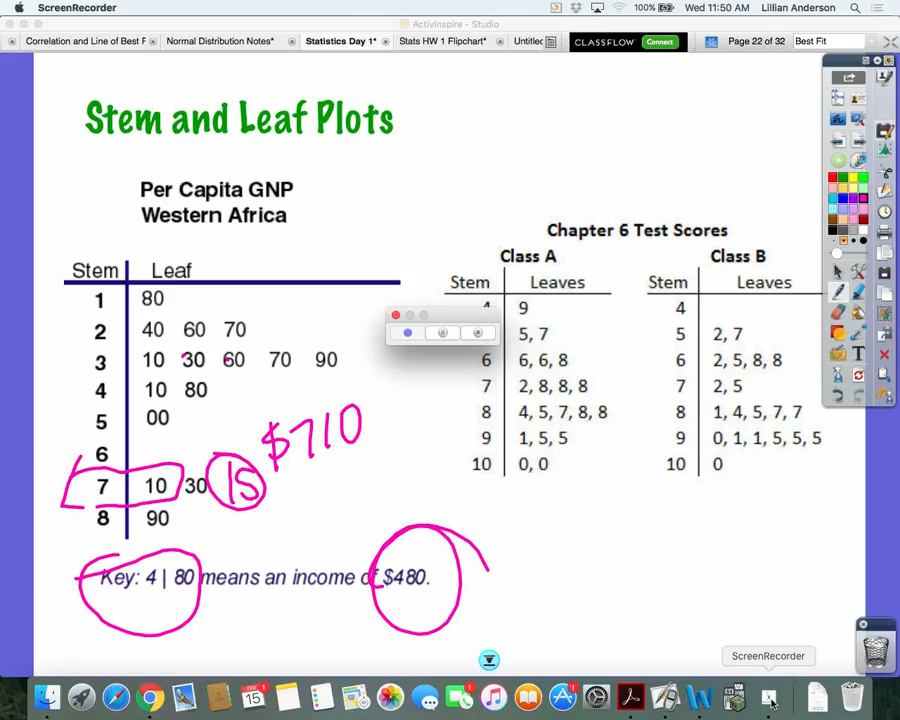 ScreenRecorder
100%
Wed 11:50 AM
Lillian Anderson
ActivInspire - Studio
Correlation and Line of Best F
Normal Distribution Notes*
Statistics Day 1*
Stats HW 1 Flipchart*
Untitlec
CLASSFLOW Connect
Page 22 of 32
Best Fit
Stem and Leaf Plots
Per Capita GNP
Western Africa
Stem Leaf
1 80
2 40 60 70
3 10 30 60 70 90
4 10 80
5 00
6
7 10 30
8 90
is $710
Key: 4 | 80 means an income of $480.
Chapter 6 Test Scores
Class A
Stem Leaves
4 9
5, 7
6 6, 6, 8
7 2, 8, 8, 8
8 4, 5, 7, 8, 8
9 1, 5, 5
10 0, 0
Class B
Stem Leaves
4
5 2, 7
6 2, 5, 8, 8
7 2, 5
8 1, 4, 5, 7, 7
9 0, 1, 1, 5, 5, 5
10 0
T
ScreenRecorder
FEB
15